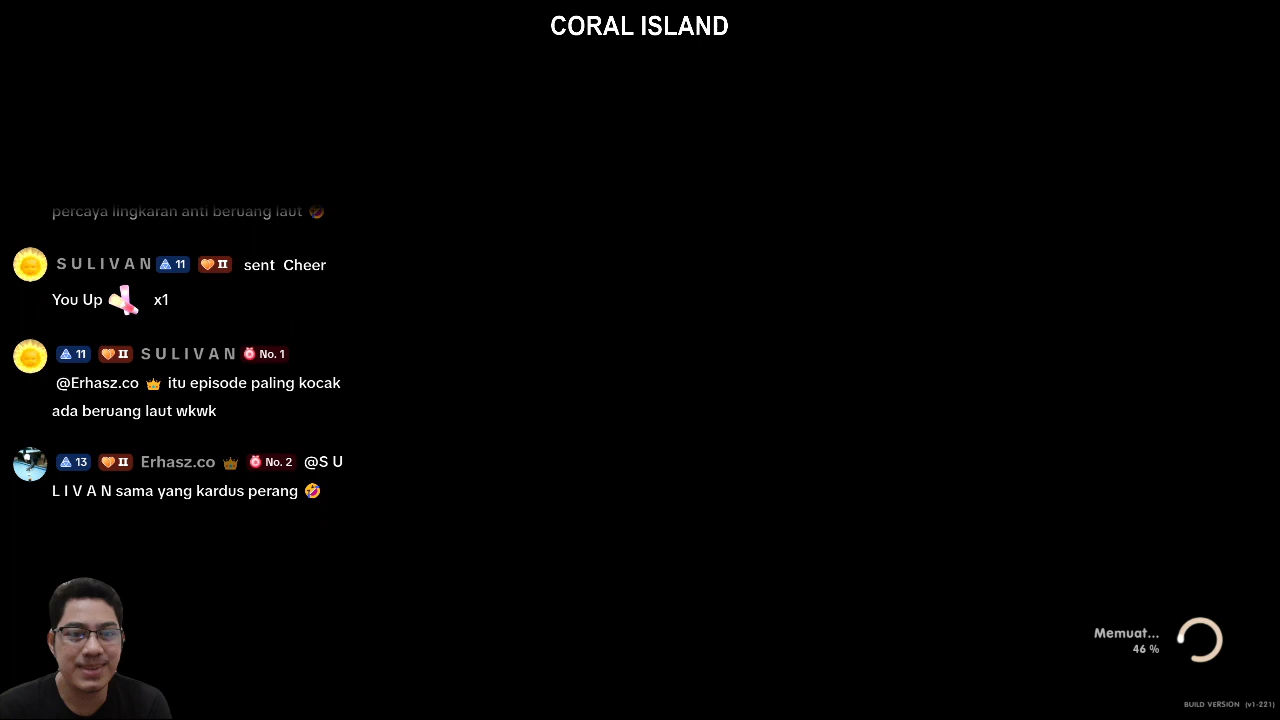 CORAL ISLAND
percaya lingkaran anti beruang laut 🤣
S U L I V A N 11 II sent Cheer
You Up x1
11 II S U L I V A N No. 1
@Erhasz.co 👑 itu episode paling kocak
ada beruang laut wkwk
13 II Erhasz.co 👑 No. 2 @S U
L I V A N sama yang kardus perang 🤣
Memuat...
46 %
BUILD VERSION (v1-221)